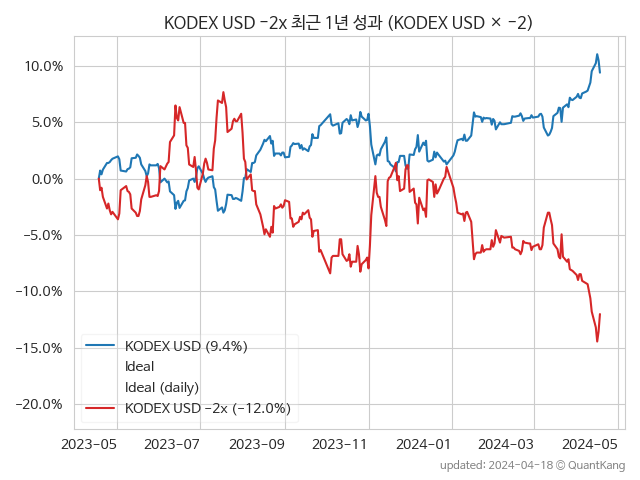 KODEX USD -2x 최근 1년 성과 (KODEX USD × -2)
10.0%
5.0%
0.0%
-5.0%
-10.0%
-15.0%
-20.0%
KODEX USD (9.4%)
Ideal
Ideal (daily)
KODEX USD -2x (-12.0%)
2023-05 2023-07 2023-09 2023-11 2024-01 2024-03 2024-05
updated: 2024-04-18 © QuantKang